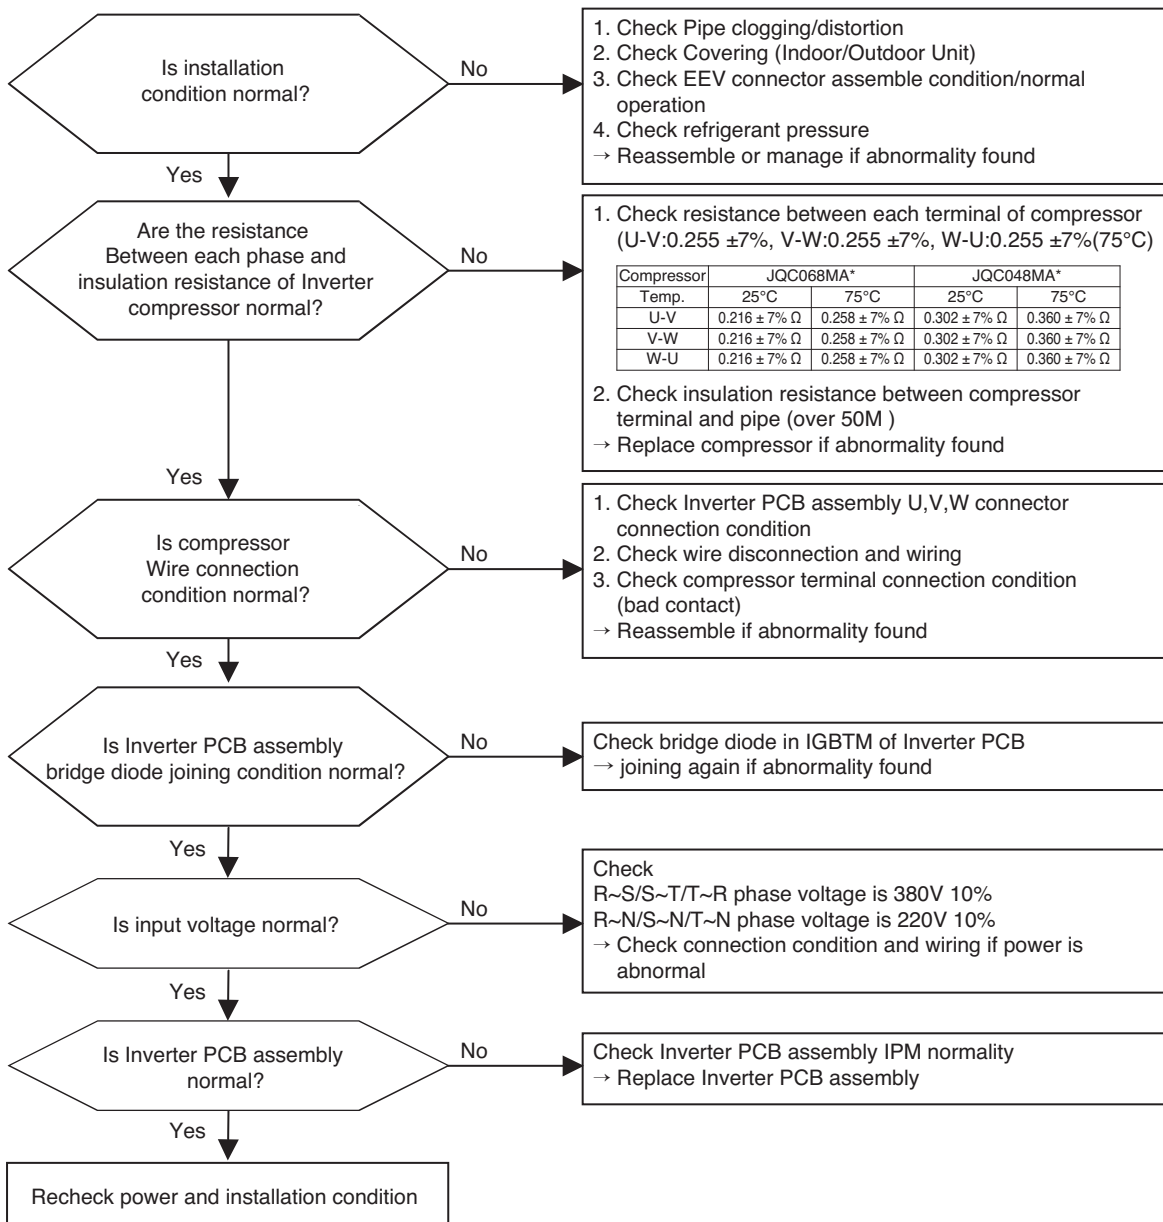 Is installation
condition normal?
No
1. Check Pipe clogging/distortion
2. Check Covering (Indoor/Outdoor Unit)
3. Check EEV connector assemble condition/normal
operation
4. Check refrigerant pressure
→ Reassemble or manage if abnormality found
Yes
Are the resistance
Between each phase and
insulation resistance of Inverter
compressor normal?
No
1. Check resistance between each terminal of compressor
(U-V:0.255 ±7%, V-W:0.255 ±7%, W-U:0.255 ±7%(75°C)
Compressor JQC068MA* JQC048MA*
Temp. 25°C 75°C 25°C 75°C
U-V 0.216 ± 7% Ω 0.258 ± 7% Ω 0.302 ± 7% Ω 0.360 ± 7% Ω
V-W 0.216 ± 7% Ω 0.258 ± 7% Ω 0.302 ± 7% Ω 0.360 ± 7% Ω
W-U 0.216 ± 7% Ω 0.258 ± 7% Ω 0.302 ± 7% Ω 0.360 ± 7% Ω
2. Check insulation resistance between compressor
terminal and pipe (over 50M )
→ Replace compressor if abnormality found
Yes
Is compressor
Wire connection
condition normal?
No
1. Check Inverter PCB assembly U,V,W connector
connection condition
2. Check wire disconnection and wiring
3. Check compressor terminal connection condition
(bad contact)
→ Reassemble if abnormality found
Yes
Is Inverter PCB assembly
bridge diode joining condition normal?
No
Check bridge diode in IGBTM of Inverter PCB
→ joining again if abnormality found
Yes
Is input voltage normal?
No
Check
R~S/S~T/T~R phase voltage is 380V 10%
R~N/S~N/T~N phase voltage is 220V 10%
→ Check connection condition and wiring if power is
abnormal
Yes
Is Inverter PCB assembly
normal?
No
Check Inverter PCB assembly IPM normality
→ Replace Inverter PCB assembly
Yes
Recheck power and installation condition